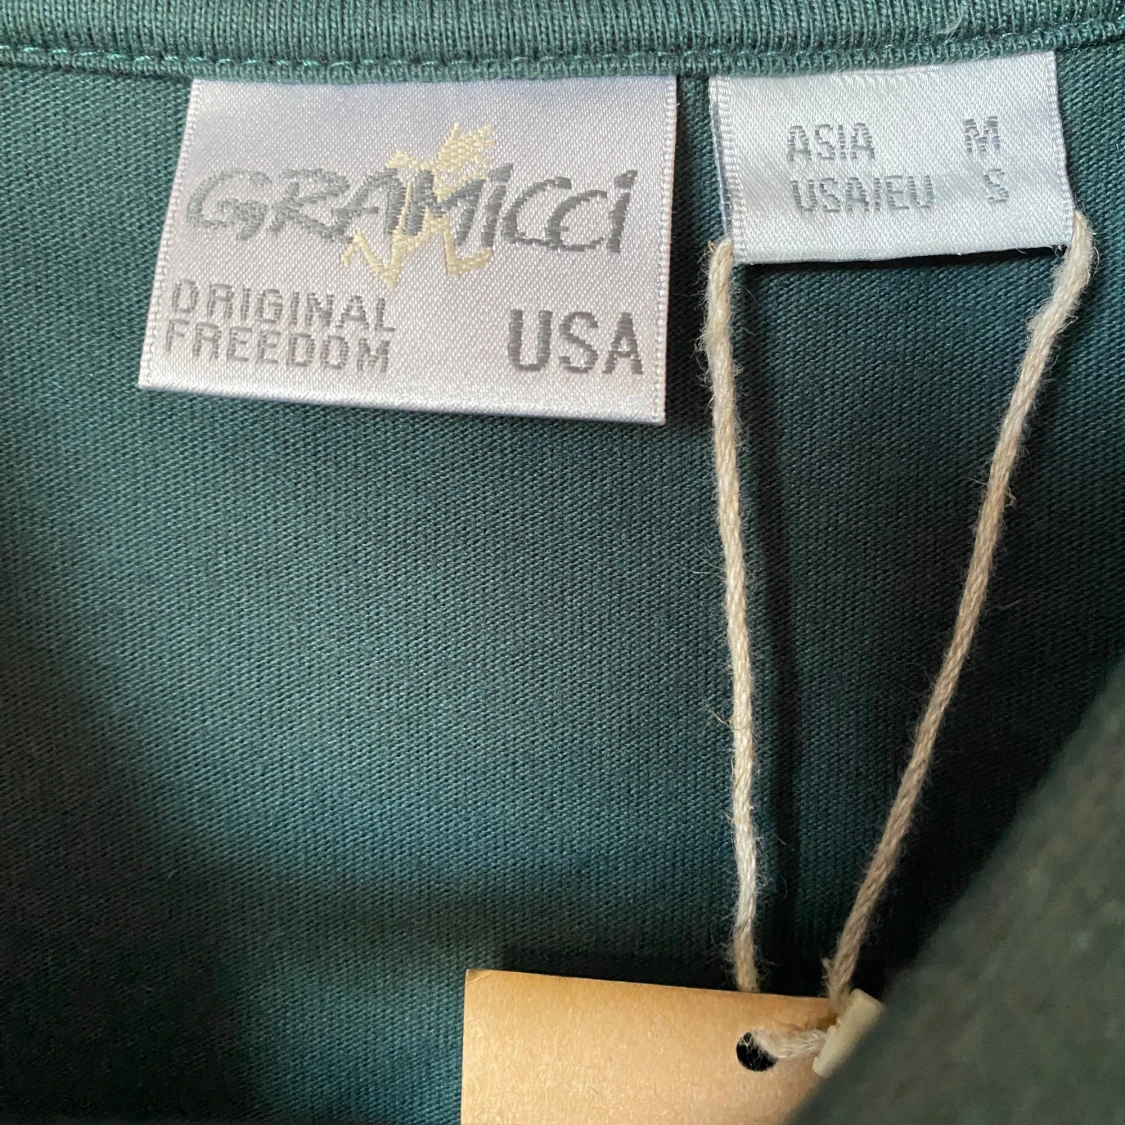 GRAMICCI
ORIGINAL
FREEDOM
USA
ASIA M
USA/EU S